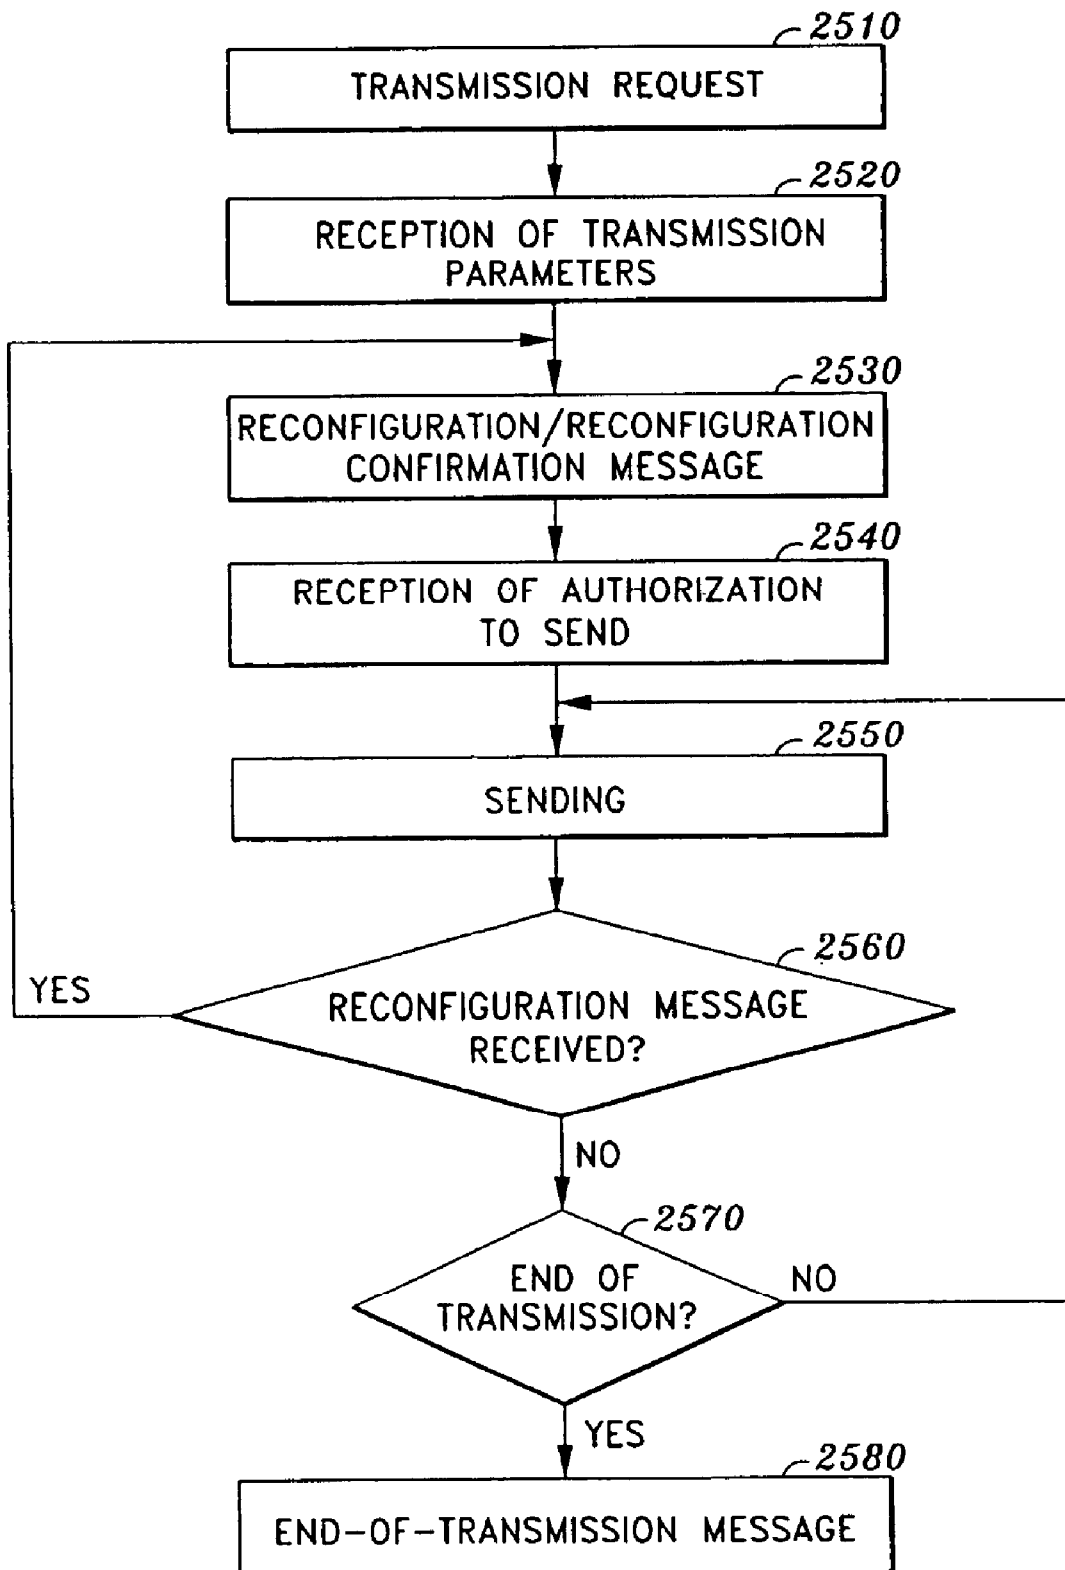 2510
TRANSMISSION REQUEST
2520
RECEPTION OF TRANSMISSION
PARAMETERS
2530
RECONFIGURATION/RECONFIGURATION
CONFIRMATION MESSAGE
2540
RECEPTION OF AUTHORIZATION
TO SEND
2550
SENDING
2560
YES
RECONFIGURATION MESSAGE
RECEIVED?
NO
2570
END OF
TRANSMISSION?
NO
YES
2580
END-OF-TRANSMISSION MESSAGE